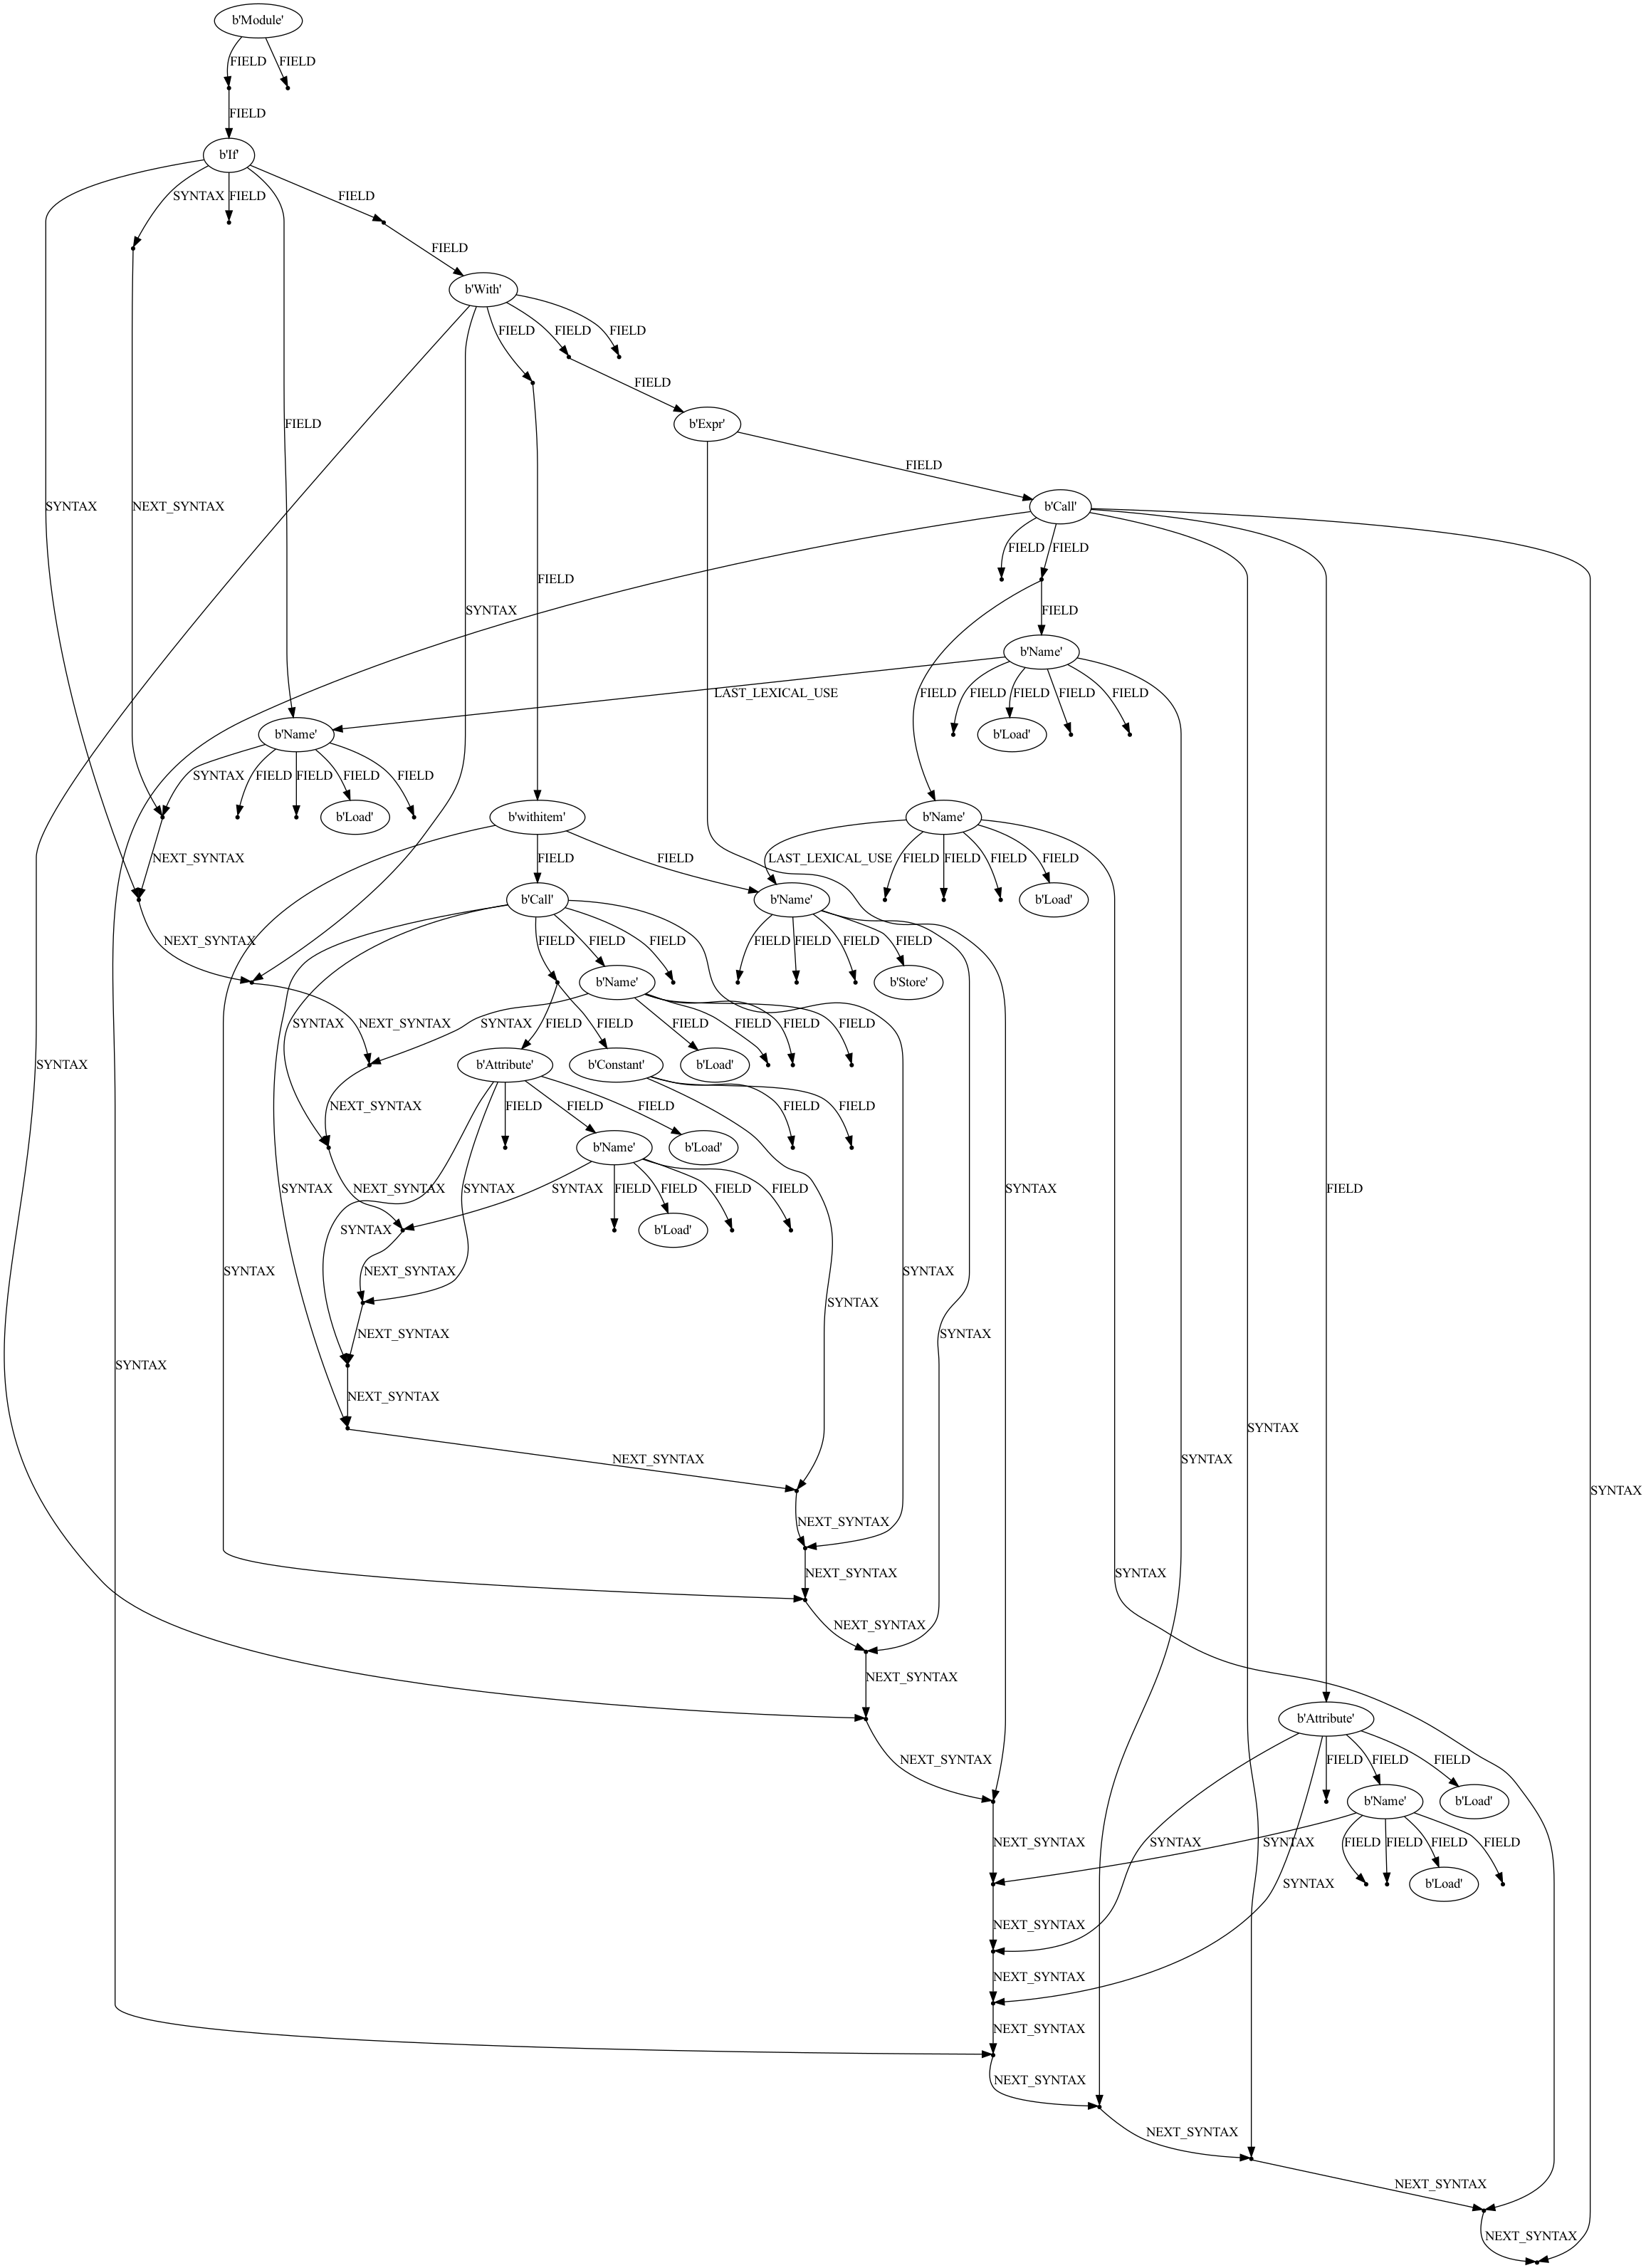 b'Module'
FIELD FIELD
FIELD
b'If'
SYNTAX FIELD FIELD
FIELD
b'With'
FIELD FIELD FIELD
FIELD
b'Expr'
FIELD
FIELD
b'Call'
SYNTAX NEXT_SYNTAX
FIELD FIELD
FIELD
SYNTAX FIELD
b'Name'
LAST_LEXICAL_USE FIELD FIELD FIELD FIELD FIELD
b'Name' b'Load'
SYNTAX FIELD FIELD FIELD FIELD
b'Load' b'withitem' b'Name'
NEXT_SYNTAX FIELD FIELD LAST_LEXICAL_USE FIELD FIELD FIELD FIELD
b'Call' b'Name' b'Load'
NEXT_SYNTAX FIELD FIELD FIELD FIELD FIELD FIELD FIELD
b'Name' b'Store'
SYNTAX NEXT_SYNTAX SYNTAX FIELD FIELD FIELD FIELD FIELD FIELD
b'Attribute' b'Constant' b'Load'
SYNTAX NEXT_SYNTAX FIELD FIELD FIELD FIELD FIELD
b'Name' b'Load'
SYNTAX NEXT_SYNTAX SYNTAX SYNTAX FIELD FIELD FIELD FIELD SYNTAX FIELD
SYNTAX b'Load'
SYNTAX NEXT_SYNTAX SYNTAX
SYNTAX
NEXT_SYNTAX SYNTAX
SYNTAX NEXT_SYNTAX
SYNTAX
NEXT_SYNTAX SYNTAX
SYNTAX
NEXT_SYNTAX
NEXT_SYNTAX SYNTAX
NEXT_SYNTAX
NEXT_SYNTAX
b'Attribute'
NEXT_SYNTAX FIELD FIELD FIELD
b'Name' b'Load'
NEXT_SYNTAX SYNTAX SYNTAX FIELD FIELD FIELD FIELD
SYNTAX b'Load'
NEXT_SYNTAX
NEXT_SYNTAX
NEXT_SYNTAX
NEXT_SYNTAX
NEXT_SYNTAX
NEXT_SYNTAX
NEXT_SYNTAX